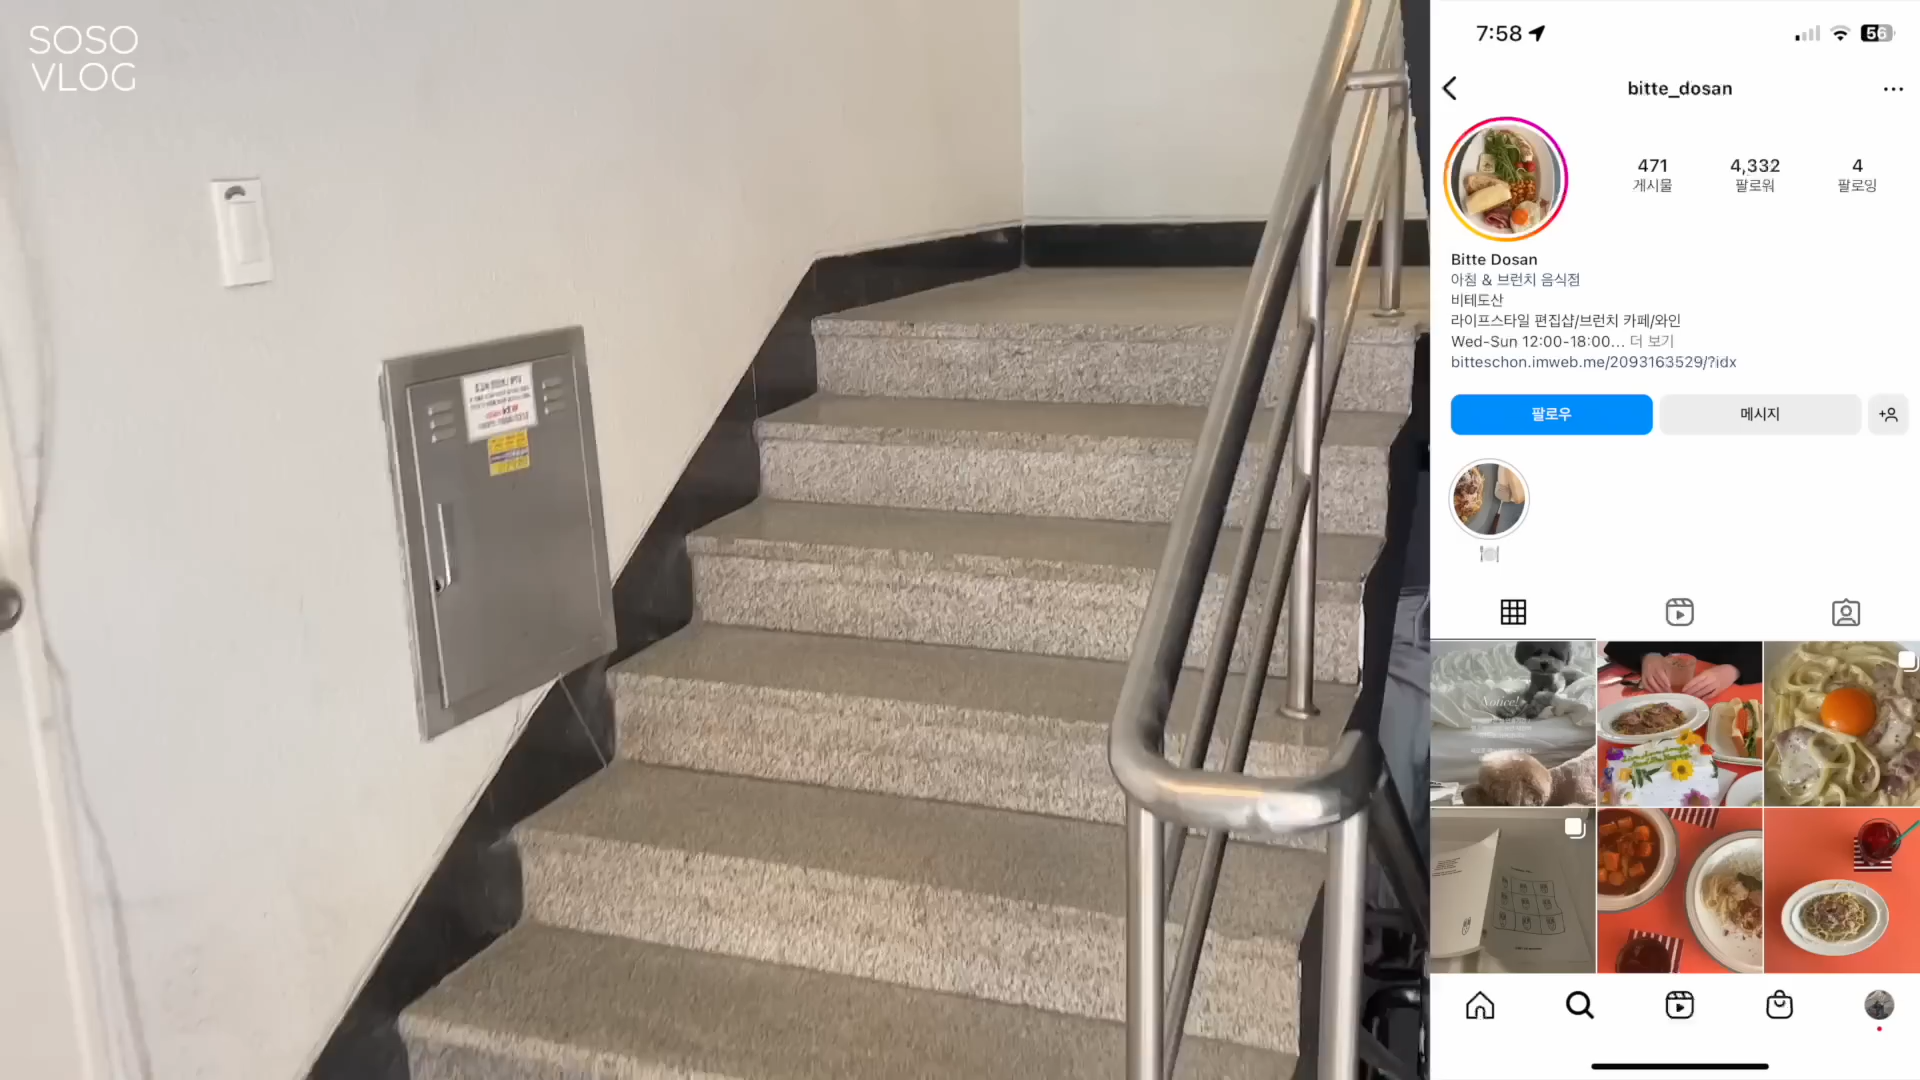 SOSO
VLOG
7:58
56
bitte_dosan
471
게시물
4,332
팔로워
4
팔로잉
Bitte Dosan
아침 & 브런치 음식점
비테도산
라이프스타일 편집샵/브런치 카페/와인
Wed-Sun 12:00-18:00... 더 보기
bitteschon.imweb.me/2093163529/?idx
팔로우
메시지
Notice!